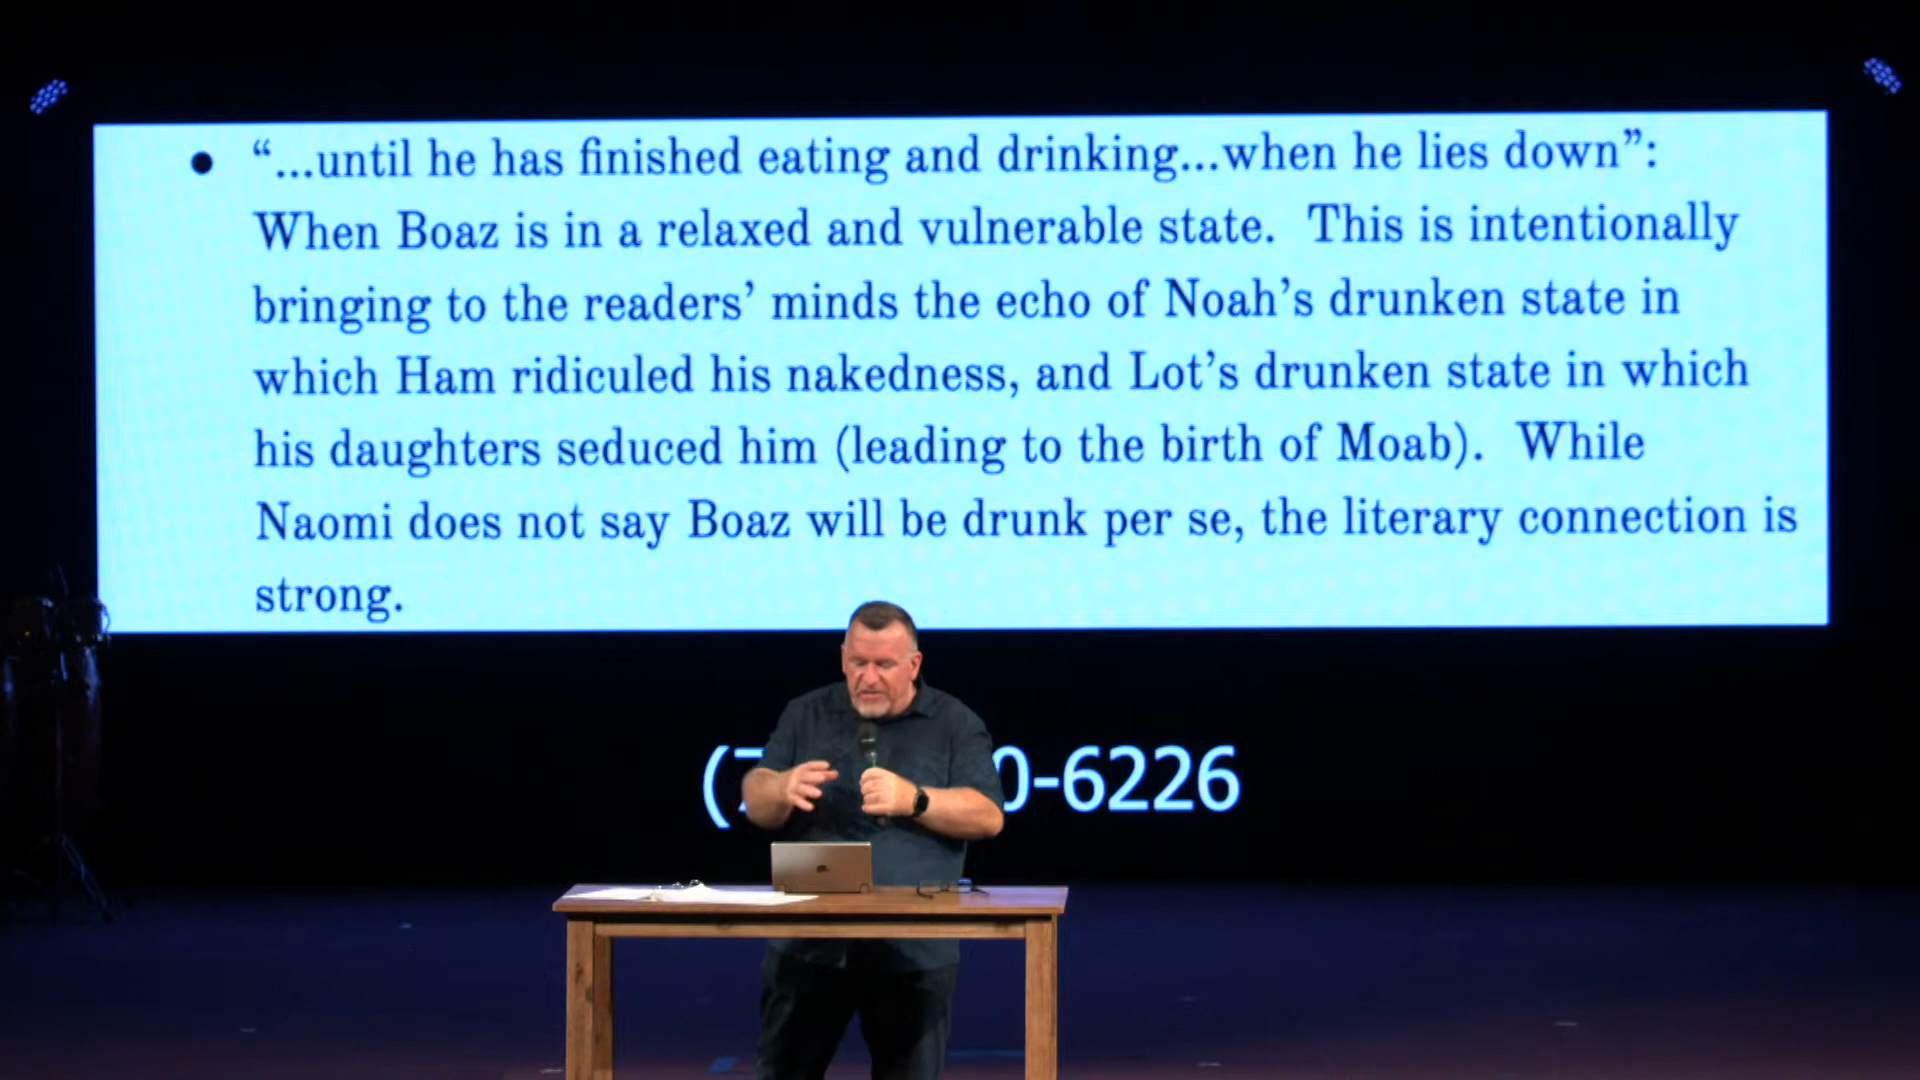 ● “...until he has finished eating and drinking...when he lies down”:
When Boaz is in a relaxed and vulnerable state.  This is intentionally
bringing to the readers’ minds the echo of Noah’s drunken state in
which Ham ridiculed his nakedness, and Lot’s drunken state in which
his daughters seduced him (leading to the birth of Moab).  While
Naomi does not say Boaz will be drunk per se, the literary connection is
strong.
0-6226